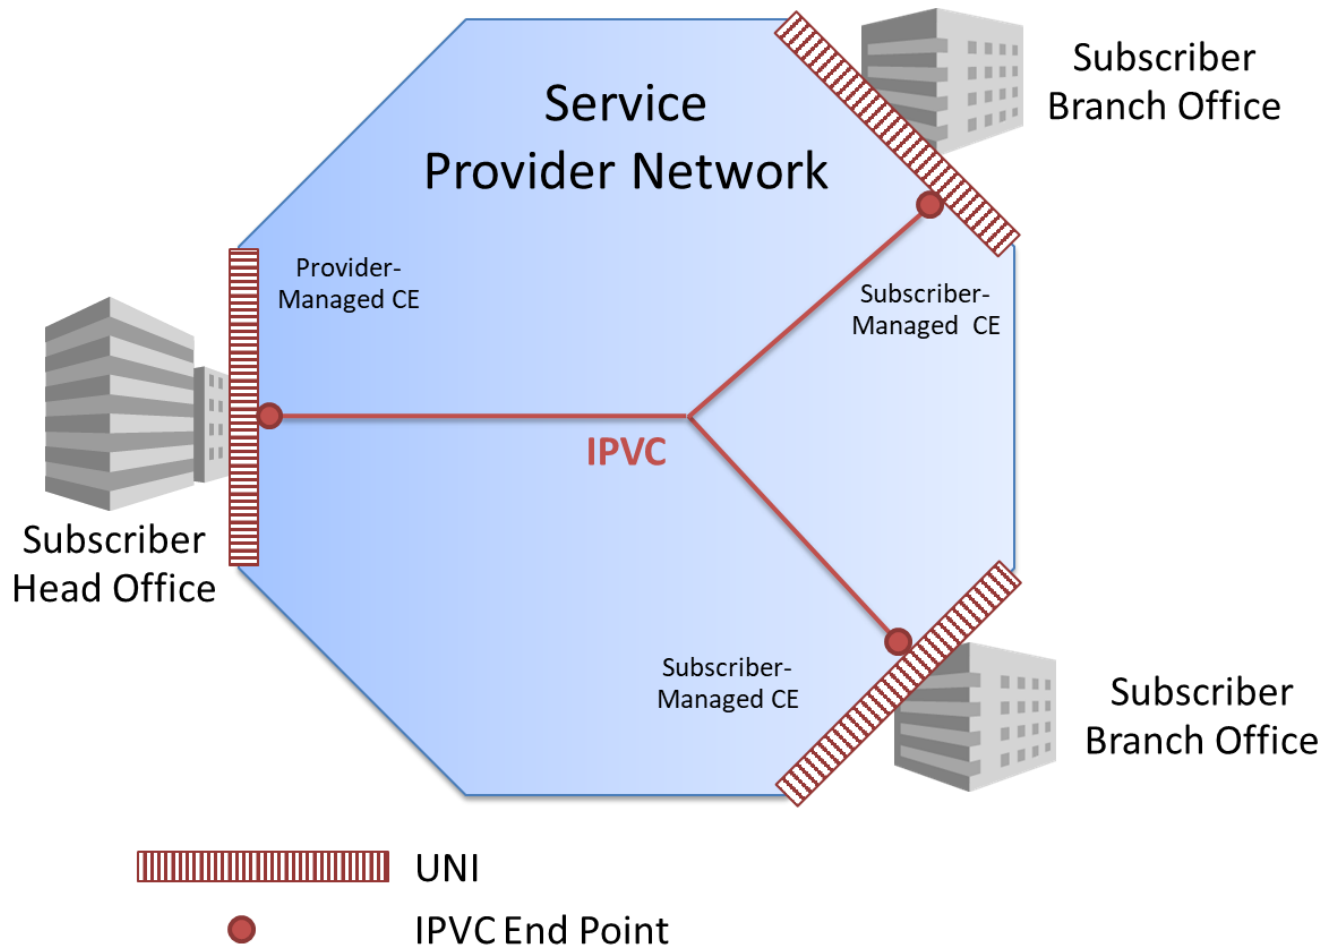 Service
Provider Network
Subscriber
Branch Office
Provider-
Managed CE
Subscriber-
Managed CE
IPVC
Subscriber
Head Office
Subscriber-
Managed CE
Subscriber
Branch Office
UNI
IPVC End Point